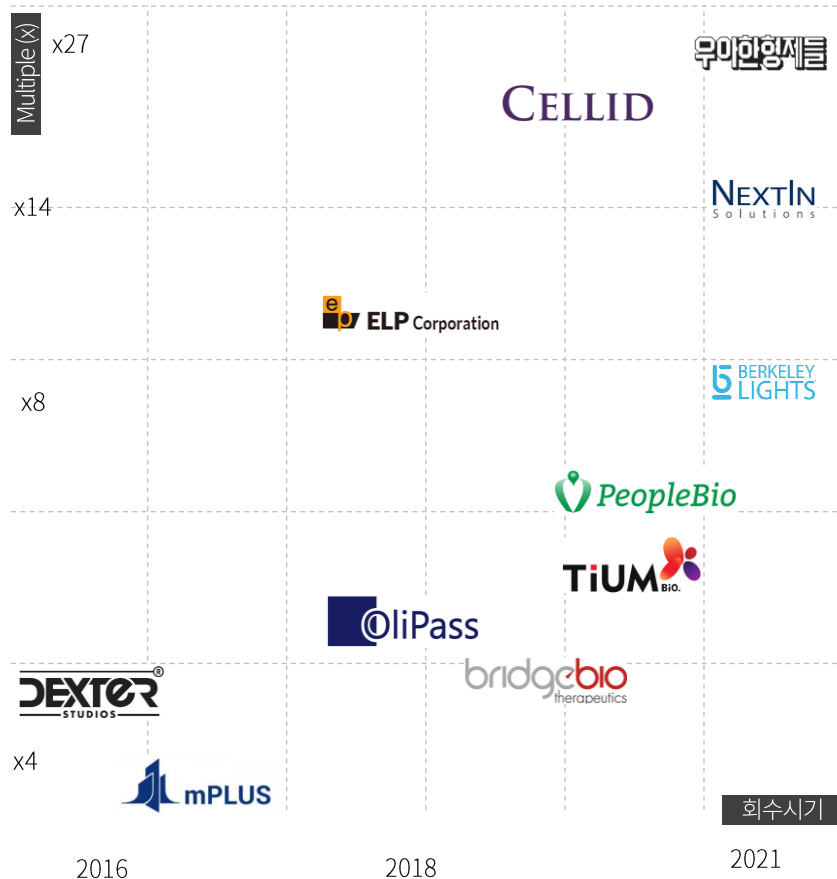 Multiple (x)
x27
우아한형제들
CELLID
x14
NEXTIN
Solutions
ep ELP Corporation
BERKELEY
LIGHTS
x8
PeopleBio
TiUM
BiO.
OliPass
bridgebio
therapeutics
DEXTER®
STUDIOS
x4
mPLUS
회수시기
2016
2018
2021